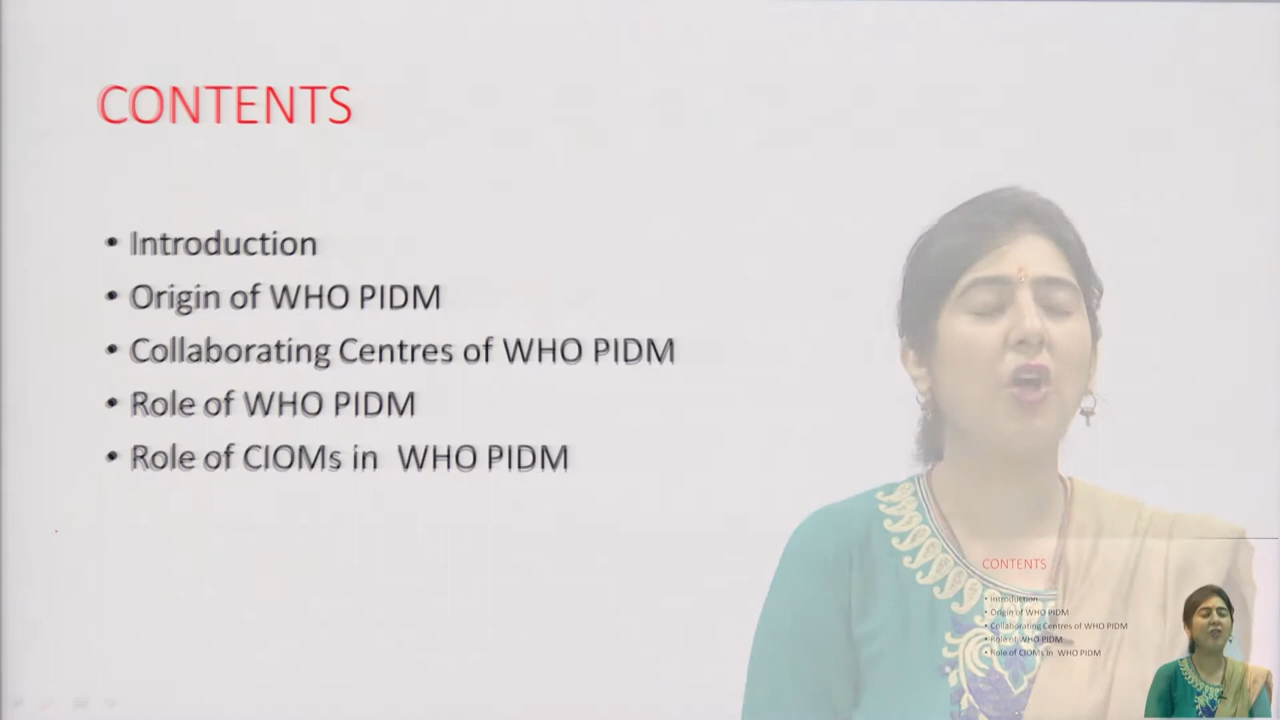 CONTENTS
• Introduction
• Origin of WHO PIDM
• Collaborating Centres of WHO PIDM
• Role of WHO PIDM
• Role of CIOMs in WHO PIDM
CONTENTS
• Introduction
• Origin of WHO PIDM
• Collaborating Centres of WHO PIDM
• Role of WHO PIDM
• Role of CIOMs in WHO PIDM